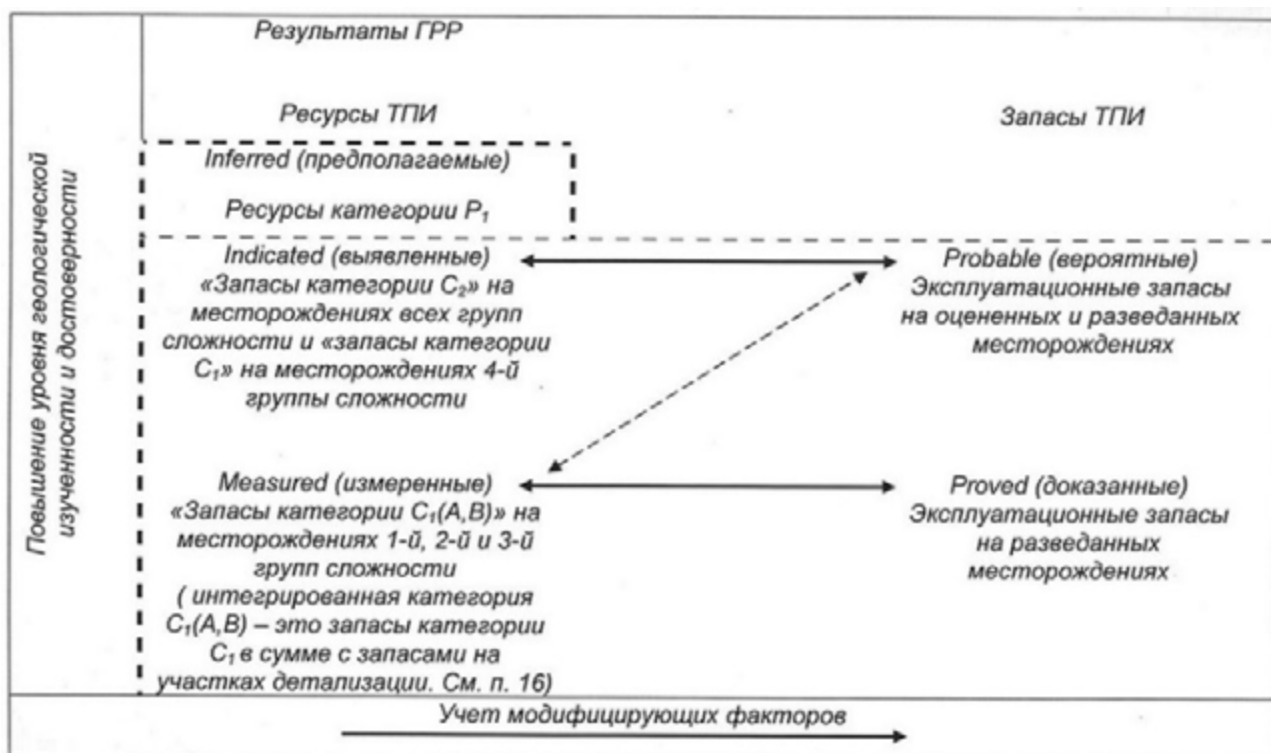 Повышение уровня геологической
изученности и достоверности
Результаты ГРР
Ресурсы ТПИ
Запасы ТПИ
Inferred (предполагаемые)
Ресурсы категории P₁
Indicated (выявленные)
«Запасы категории C₂» на
месторождениях всех групп
сложности и «запасы категории
C₁» на месторождениях 4-й
группы сложности
Probable (вероятные)
Эксплуатационные запасы
на оцененных и разведанных
месторождениях
Measured (измеренные)
«Запасы категории C₁(A,B)» на
месторождениях 1-й, 2-й и 3-й
групп сложности
( интегрированная категория
C₁(A,B) – это запасы категории
C₁ в сумме с запасами на
участках детализации. См. п. 16)
Proved (доказанные)
Эксплуатационные запасы
на разведанных
месторождениях
Учет модифицирующих факторов